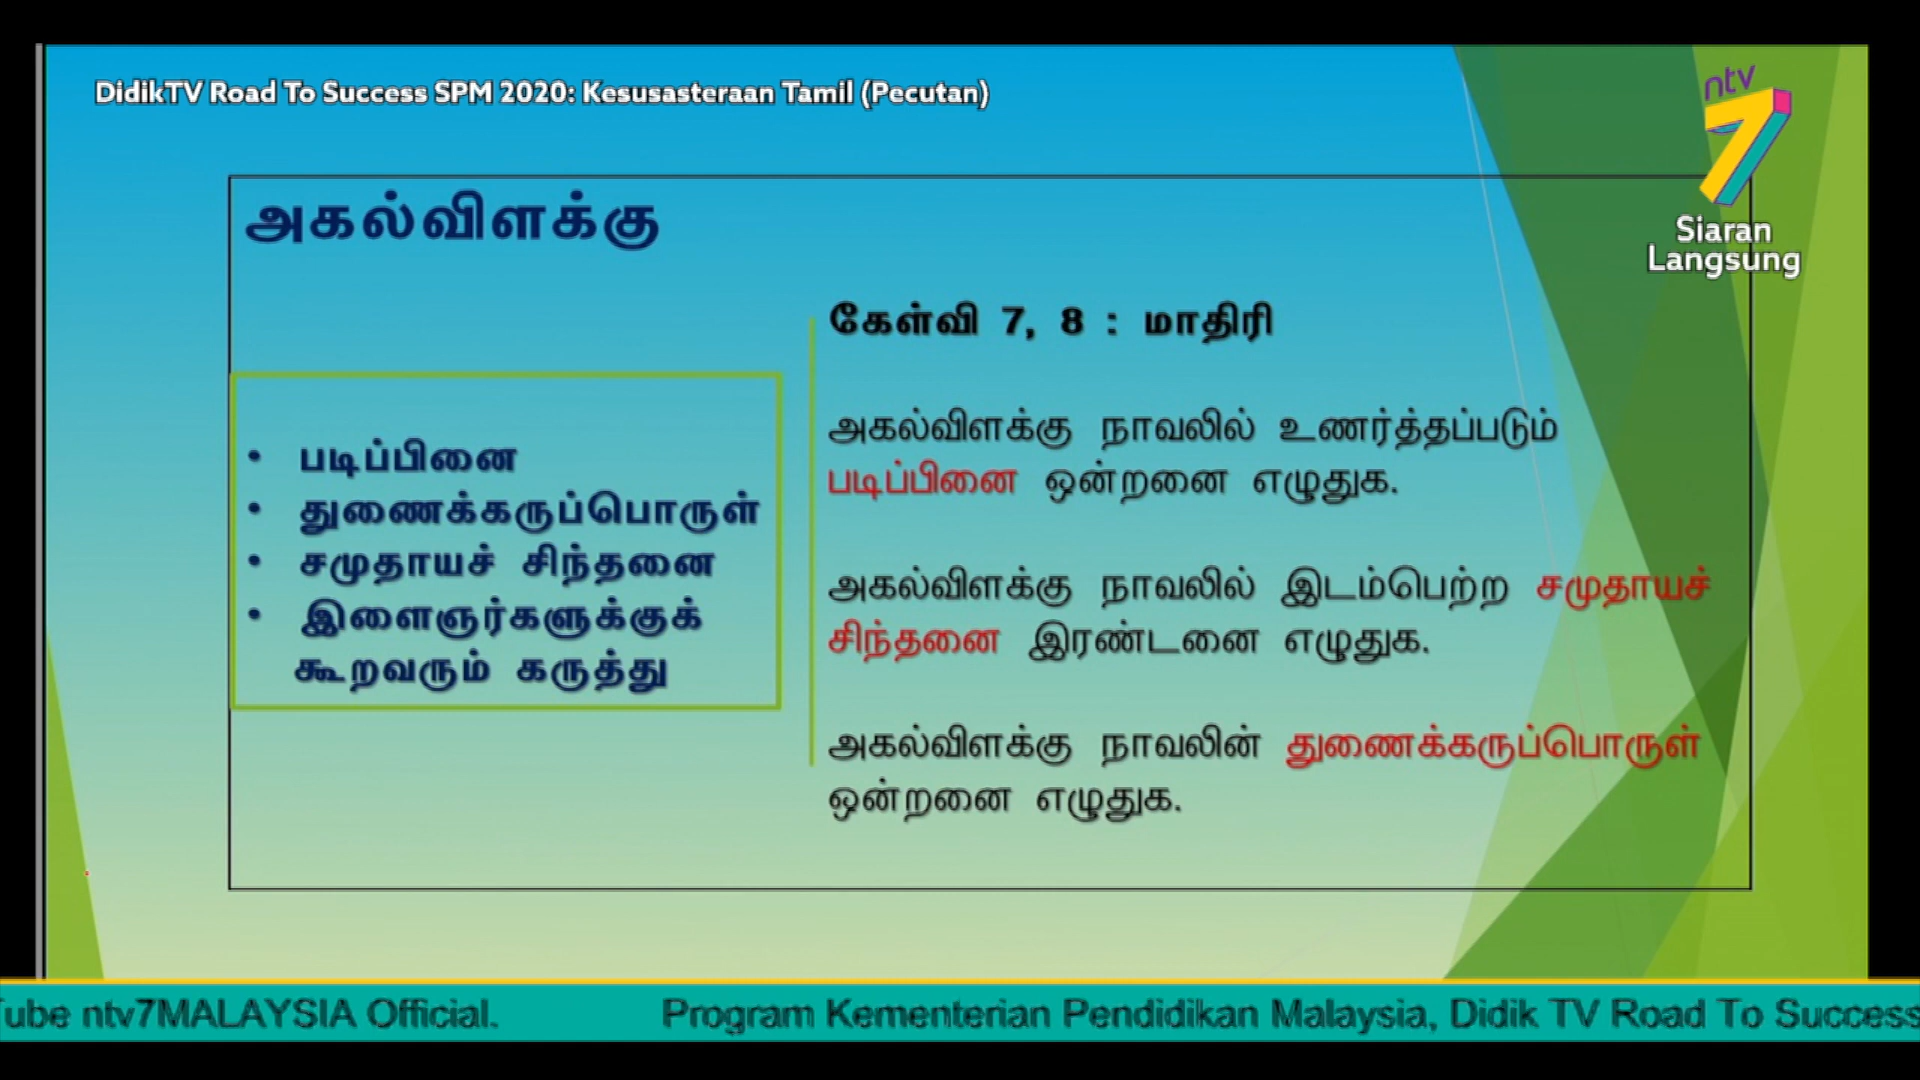 DidikTV Road To Success SPM 2020: Kesusasteraan Tamil (Pecutan)
ntv
7
Siaran
Langsung
அகல்விளக்கு
• படிப்பினை
• துணைக்கருப்பொருள்
• சமுதாயச் சிந்தனை
• இளைஞர்களுக்குக்
கூறவரும் கருத்து
கேள்வி 7, 8 : மாதிரி
அகல்விளக்கு நாவலில் உணர்த்தப்படும்
படிப்பினை ஒன்றனை எழுதுக.
அகல்விளக்கு நாவலில் இடம்பெற்ற சமுதாயச்
சிந்தனை இரண்டனை எழுதுக.
அகல்விளக்கு நாவலின் துணைக்கருப்பொருள்
ஒன்றனை எழுதுக.
Tube ntv7MALAYSIA Official. Program Kementerian Pendidikan Malaysia, Didik TV Road To Success